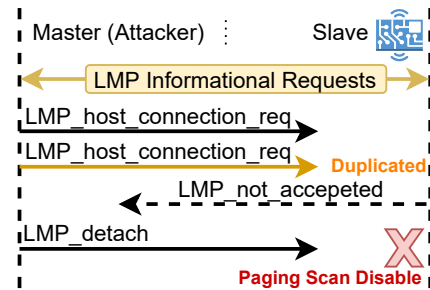 Master (Attacker)
Slave
LMP Informational Requests
LMP_host_connection_req
LMP_host_connection_req
Duplicated
LMP_not_accepeted
LMP_detach
Paging Scan Disable